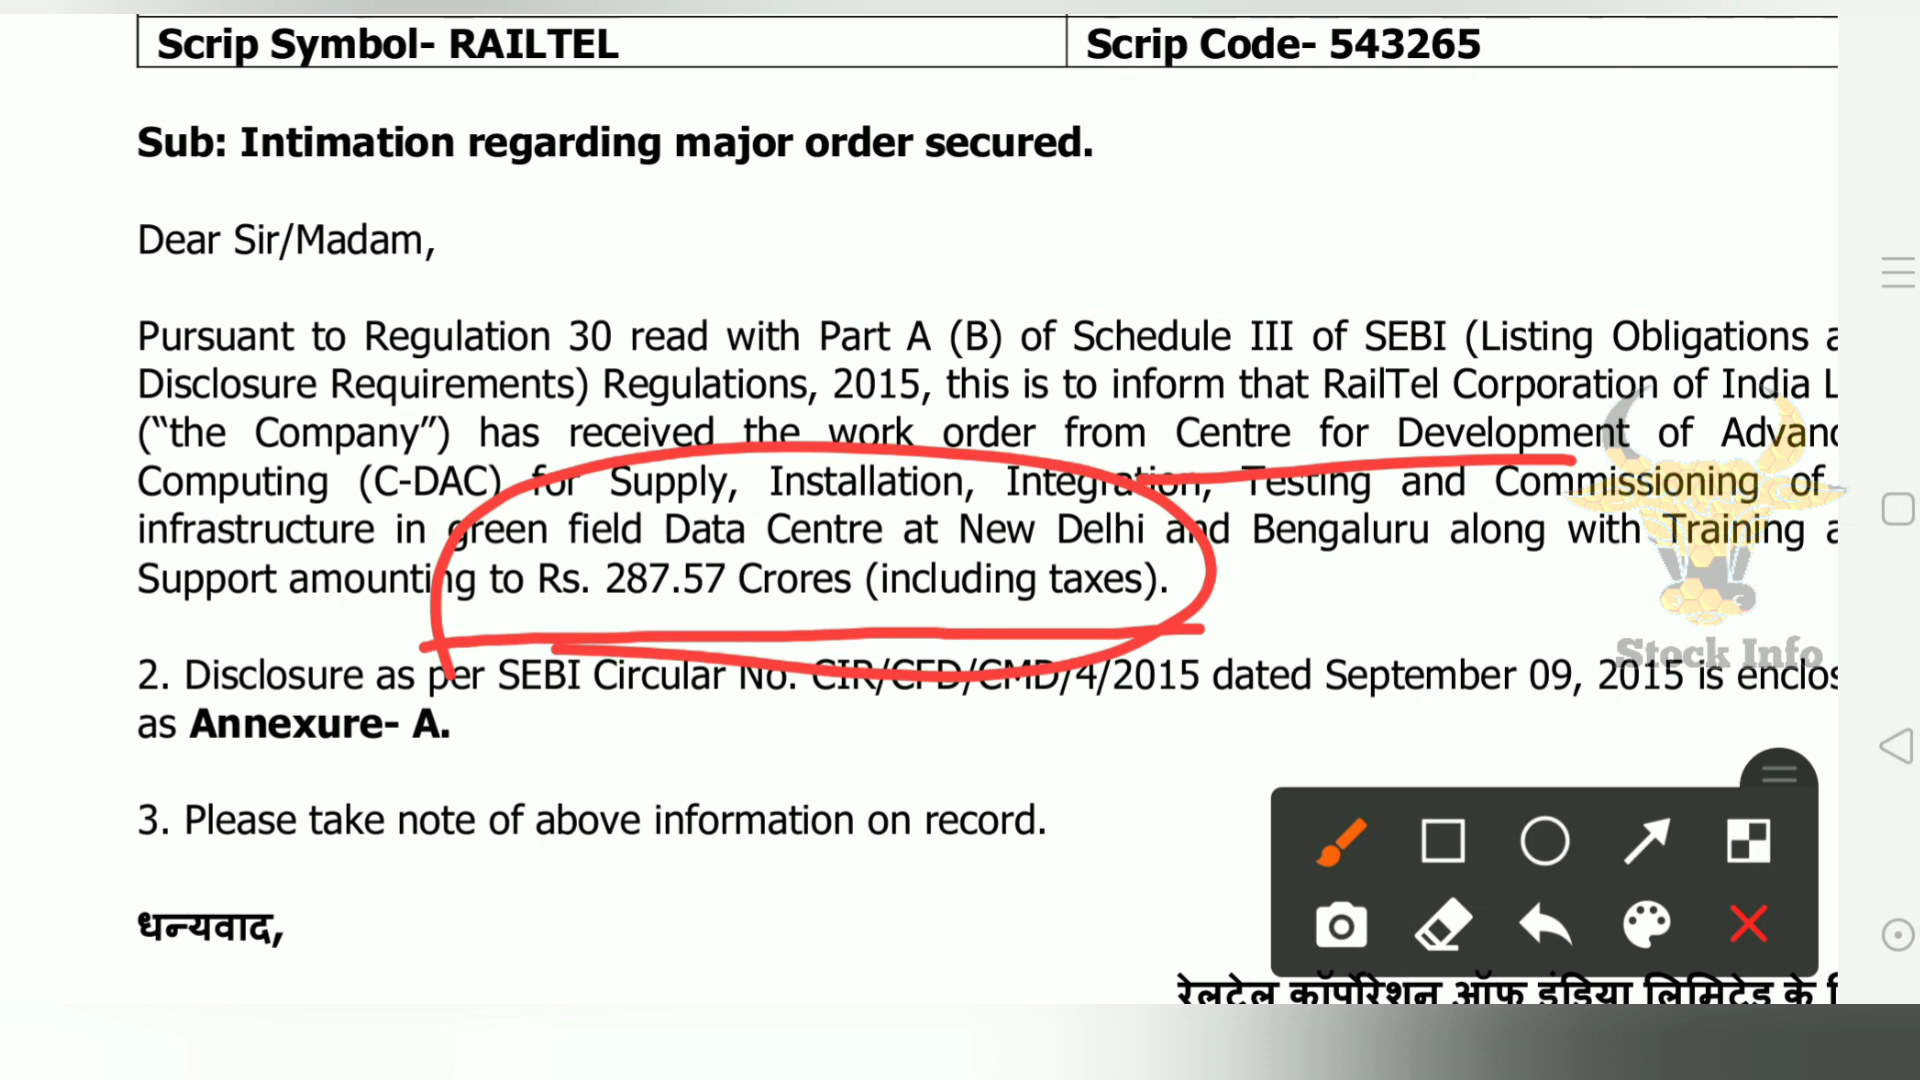 Scrip Symbol- RAILTEL
Scrip Code- 543265
Sub: Intimation regarding major order secured.
Dear Sir/Madam,
Pursuant to Regulation 30 read with Part A (B) of Schedule III of SEBI (Listing Obligations
Disclosure Requirements) Regulations, 2015, this is to inform that RailTel Corporation of India
("the Company") has received the work order from Centre for Development of
Computing (C-DAC) for Supply, Installation, Integration, Testing and Commissioning of
infrastructure in green field Data Centre at New Delhi and Bengaluru along with Training
Support amounting to Rs. 287.57 Crores (including taxes).
Stock Info
2. Disclosure as per SEBI Circular No. CIR/CFD/CMD/4/2015 dated September 09, 2015 is
as Annexure- A.
3. Please take note of above information on record.
धन्यवाद,
रेलटेल कॉर्पोरेशन ऑफ इंडिया लिमिटेड के